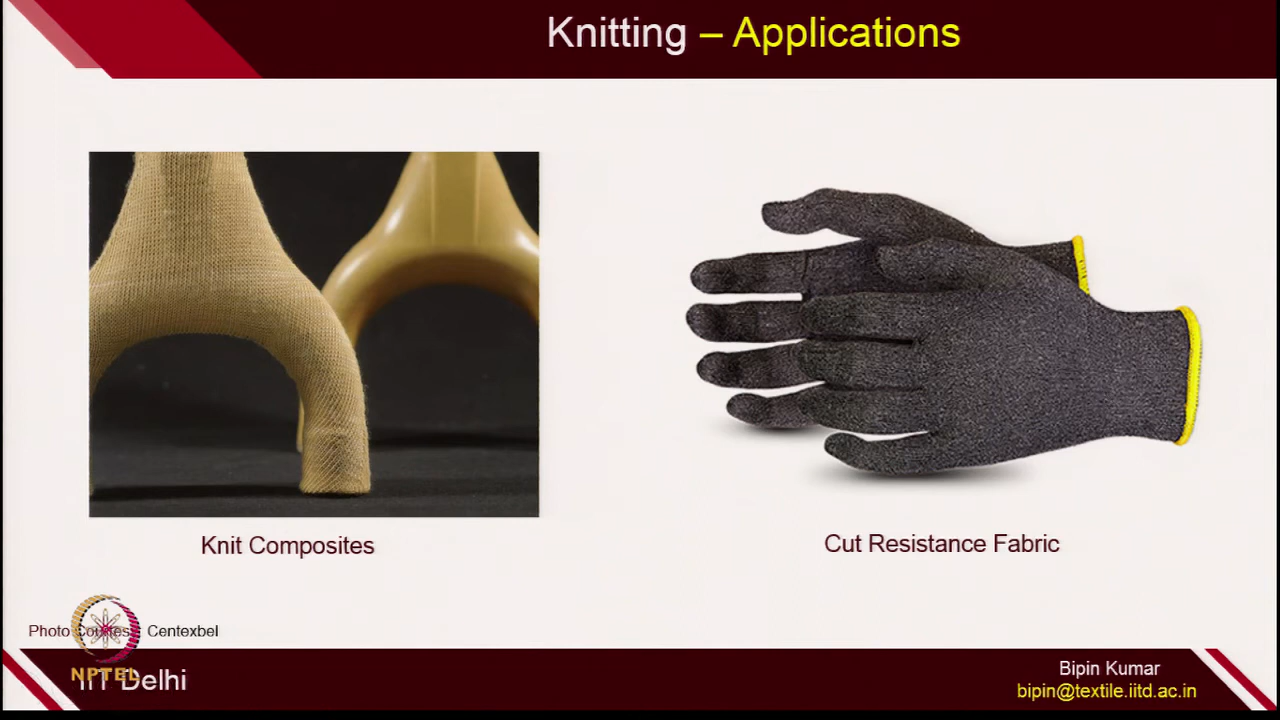 Knitting – Applications
Knit Composites
Cut Resistance Fabric
Photo Centexbel
NPTEL
IIT Delhi
Bipin Kumar
bipin@textile.iitd.ac.in